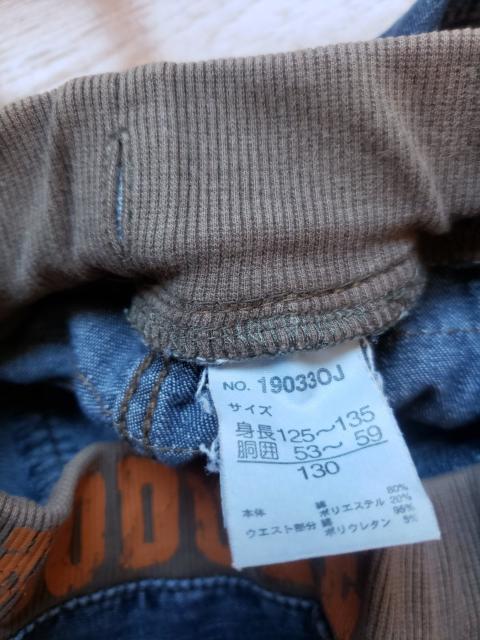 NO. 19033OJ
サイズ
身長 125～135
胴囲 53～ 59
130
本体 綿 80%
ポリエステル 20%
ウエスト部分 綿 95%
ポリウレタン 5%
ODUC